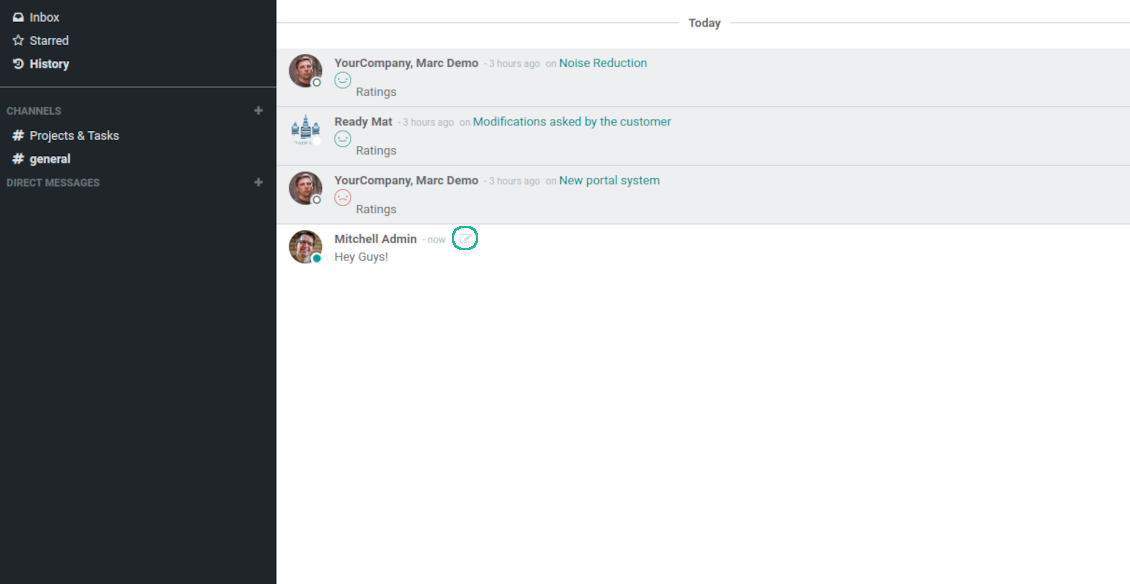 Inbox
Starred
History
CHANNELS
Projects & Tasks
general
DIRECT MESSAGES
Today
YourCompany, Marc Demo - 3 hours ago on Noise Reduction
Ratings
Ready Mat - 3 hours ago on Modifications asked by the customer
Ratings
YourCompany, Marc Demo - 3 hours ago on New portal system
Ratings
Mitchell Admin - now
Hey Guys!